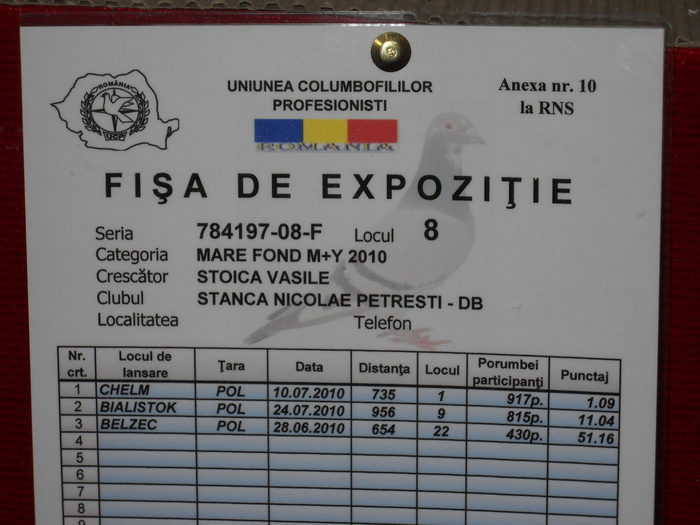 UNIUNEA COLUMBOFILILOR
PROFESIONISTI
ROMANIA
Anexa nr. 10
la RNS
ROMÂNIA
UCPR
FIŞA DE EXPOZIŢIE
Seria 784197-08-F Locul 8
Categoria MARE FOND M+Y 2010
Crescător STOICA VASILE
Clubul STANCA NICOLAE PETRESTI - DB
Localitatea Telefon
Nr. crt. Locul de lansare Ţara Data Distanţa Locul Porumbei participanţi Punctaj
1 CHELM POL 10.07.2010 735 1 917p. 1.09
2 BIALISTOK POL 24.07.2010 956 9 815p. 11.04
3 BELZEC POL 28.06.2010 654 22 430p. 51.16
4
5
6
7
8
9